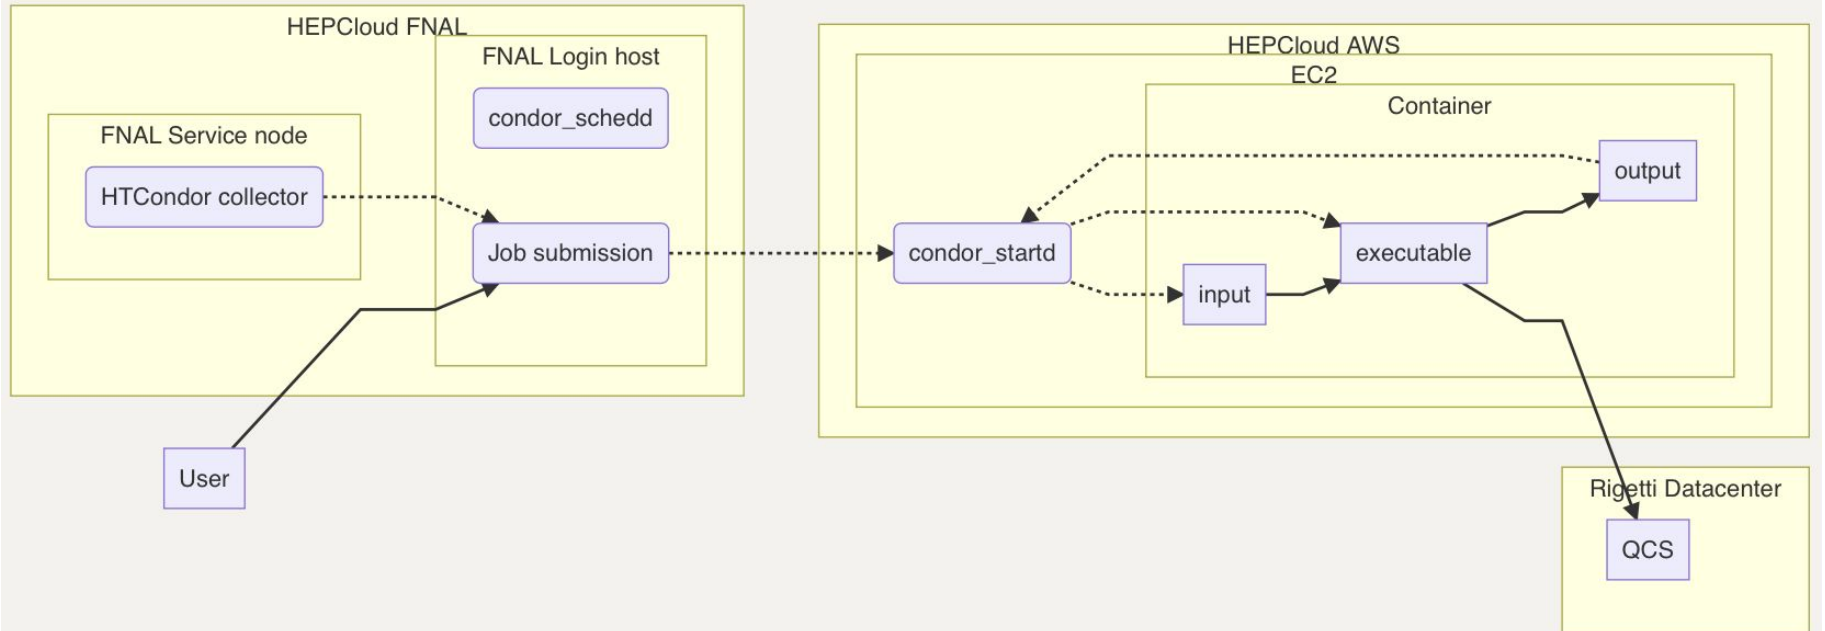 HEPCloud FNAL
FNAL Login host
condor_schedd
FNAL Service node
HTCondor collector
Job submission
User
HEPCloud AWS
EC2
Container
output
condor_startd
executable
input
Rigetti Datacenter
QCS